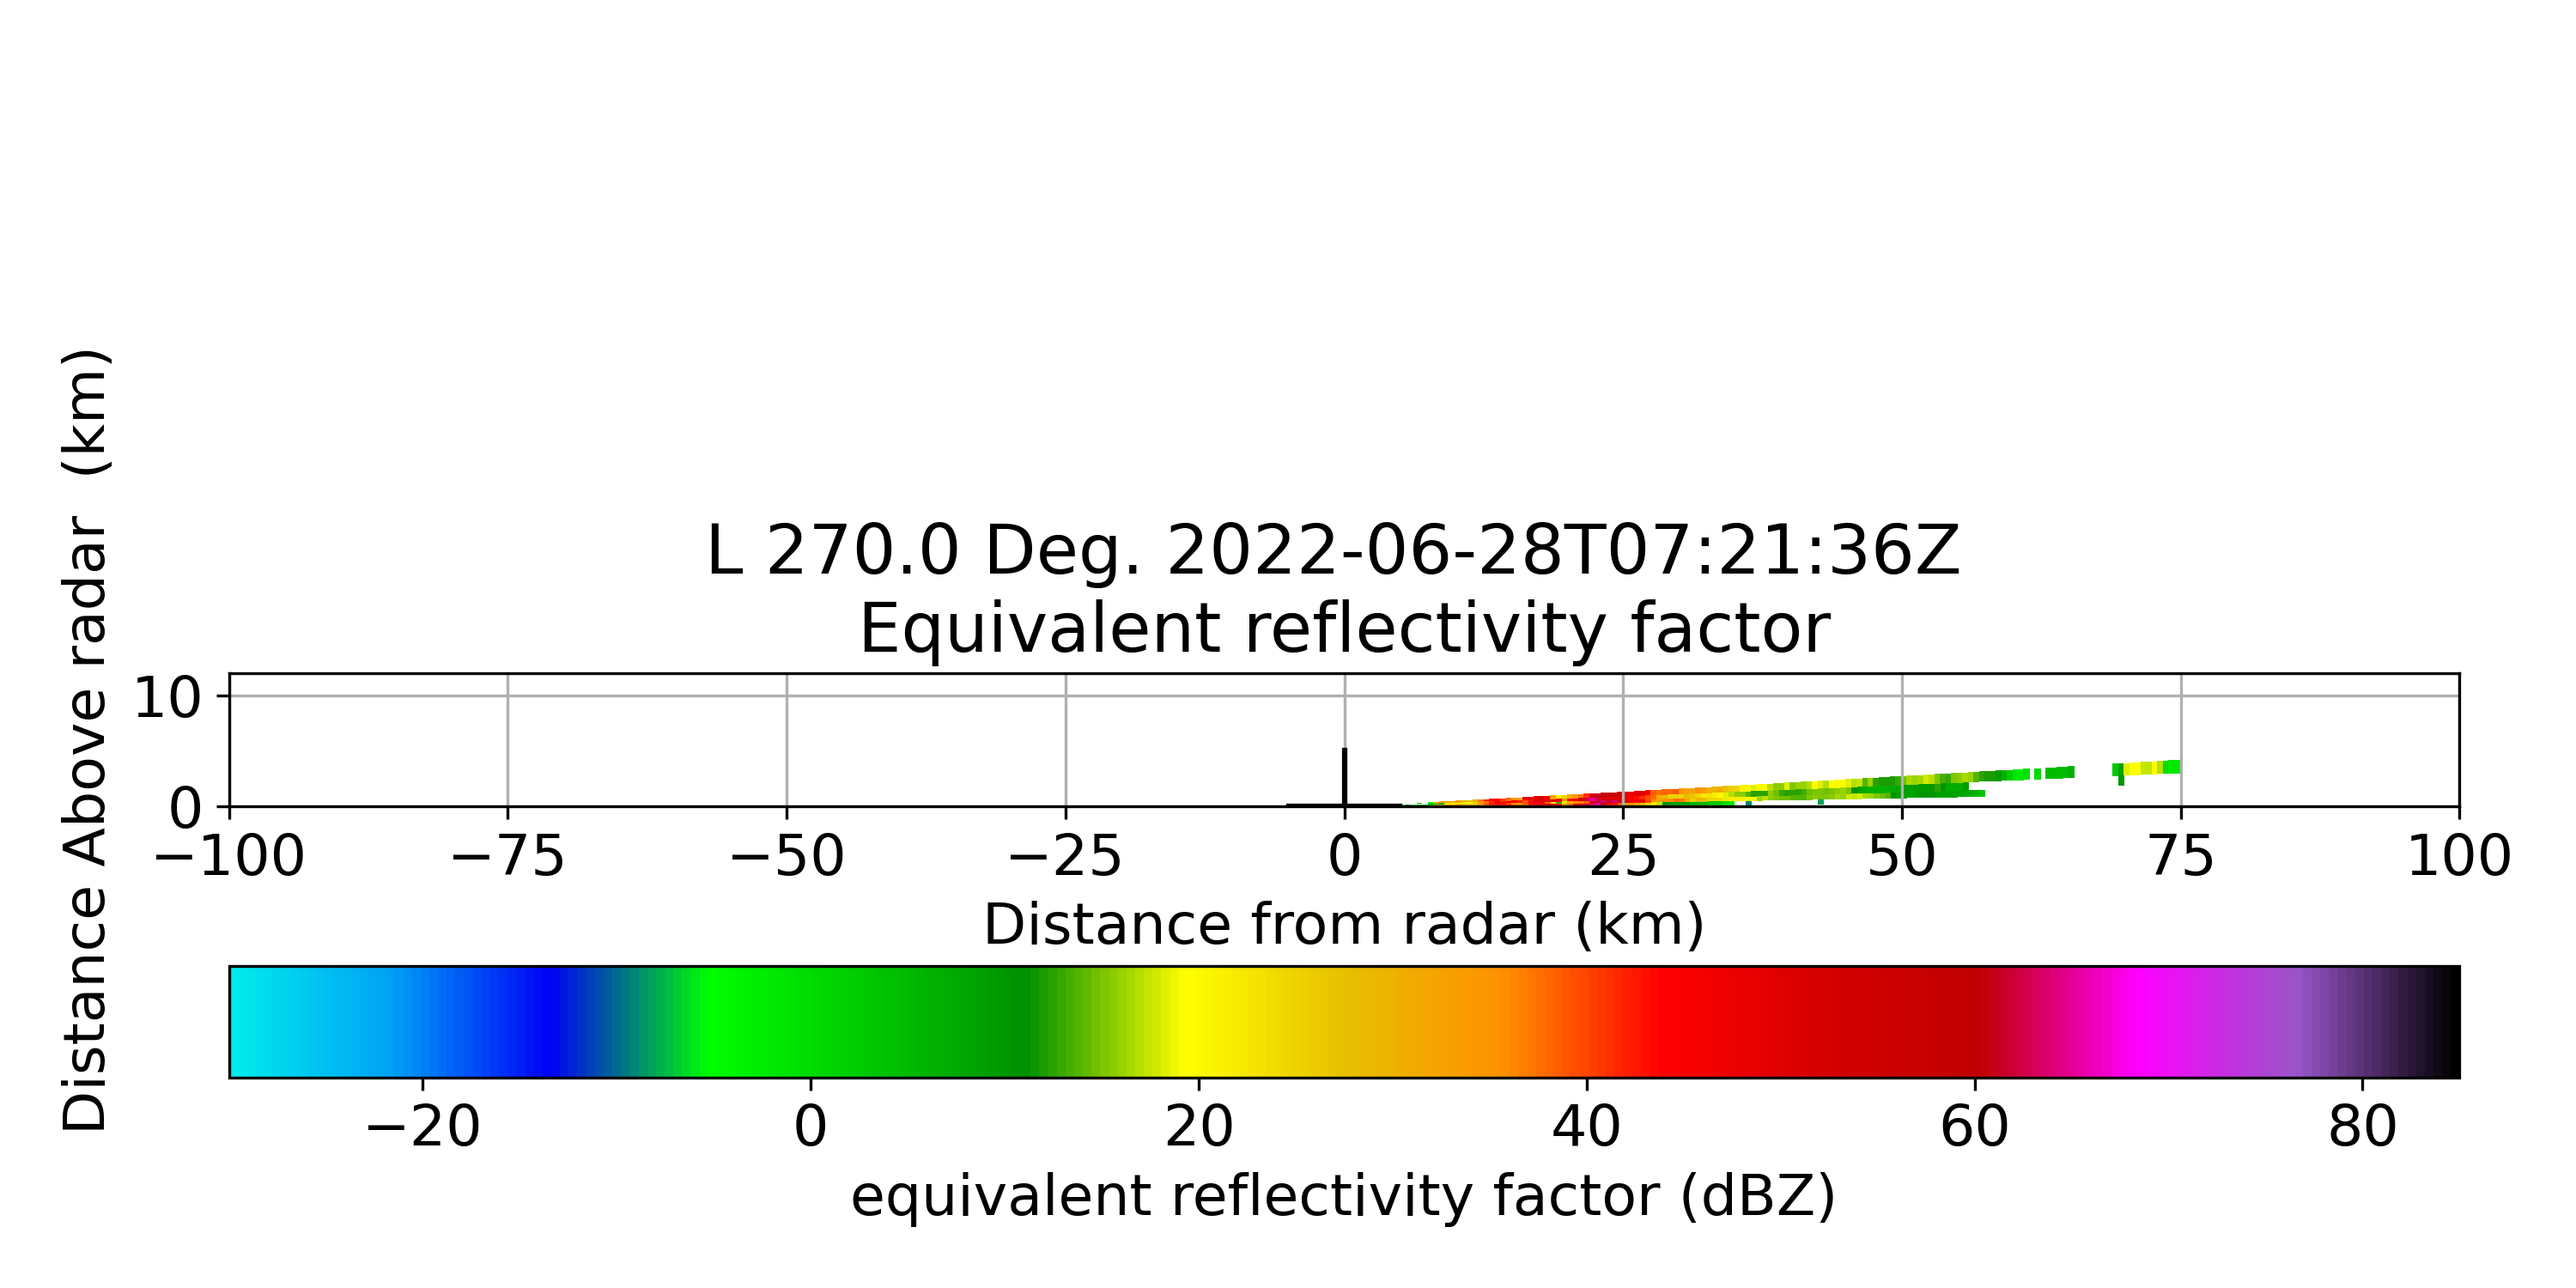 L 270.0 Deg. 2022-06-28T07:21:36Z
Equivalent reflectivity factor
Distance Above radar  (km)
10
0
−100 −75 −50 −25 0 25 50 75 100
Distance from radar (km)
−20 0 20 40 60 80
equivalent reflectivity factor (dBZ)